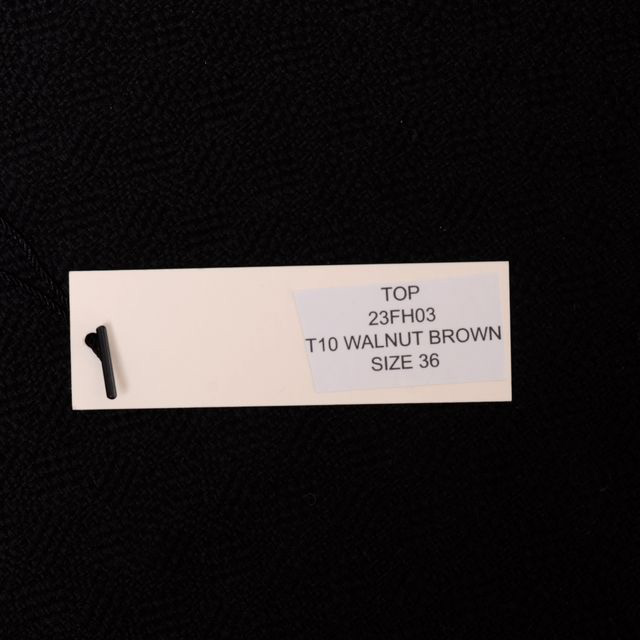 TOP
23FH03
T10 WALNUT BROWN
SIZE 36